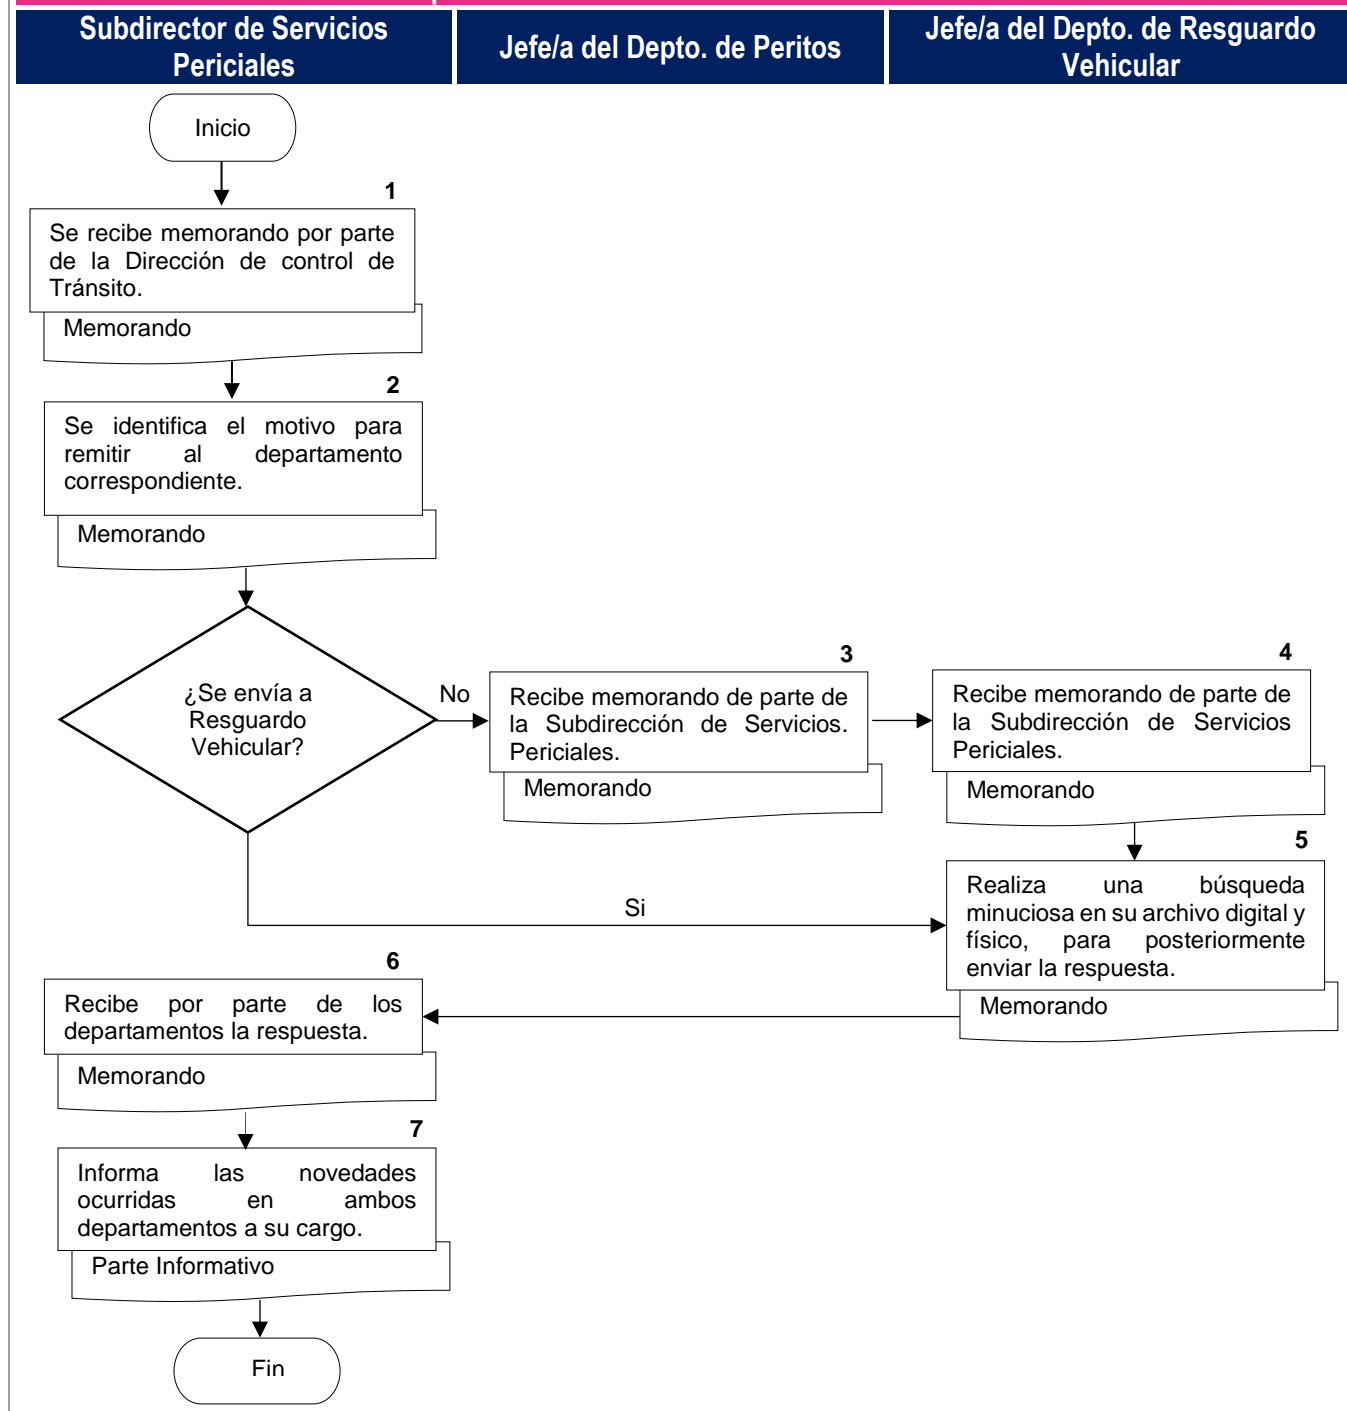 Subdirector de Servicios
Periciales
Jefe/a del Depto. de Peritos
Jefe/a del Depto. de Resguardo
Vehicular
Inicio
1
Se recibe memorando por parte
de la Dirección de control de
Tránsito.
Memorando
2
Se identifica el motivo para
remitir al departamento
correspondiente.
Memorando
¿Se envía a
Resguardo
Vehicular?
No
3
Recibe memorando de parte de
la Subdirección de Servicios.
Periciales.
Memorando
4
Recibe memorando de parte de
la Subdirección de Servicios
Periciales.
Memorando
5
Realiza una búsqueda
minuciosa en su archivo digital y
físico, para posteriormente
enviar la respuesta.
Memorando
Si
6
Recibe por parte de los
departamentos la respuesta.
Memorando
7
Informa las novedades
ocurridas en ambos
departamentos a su cargo.
Parte Informativo
Fin